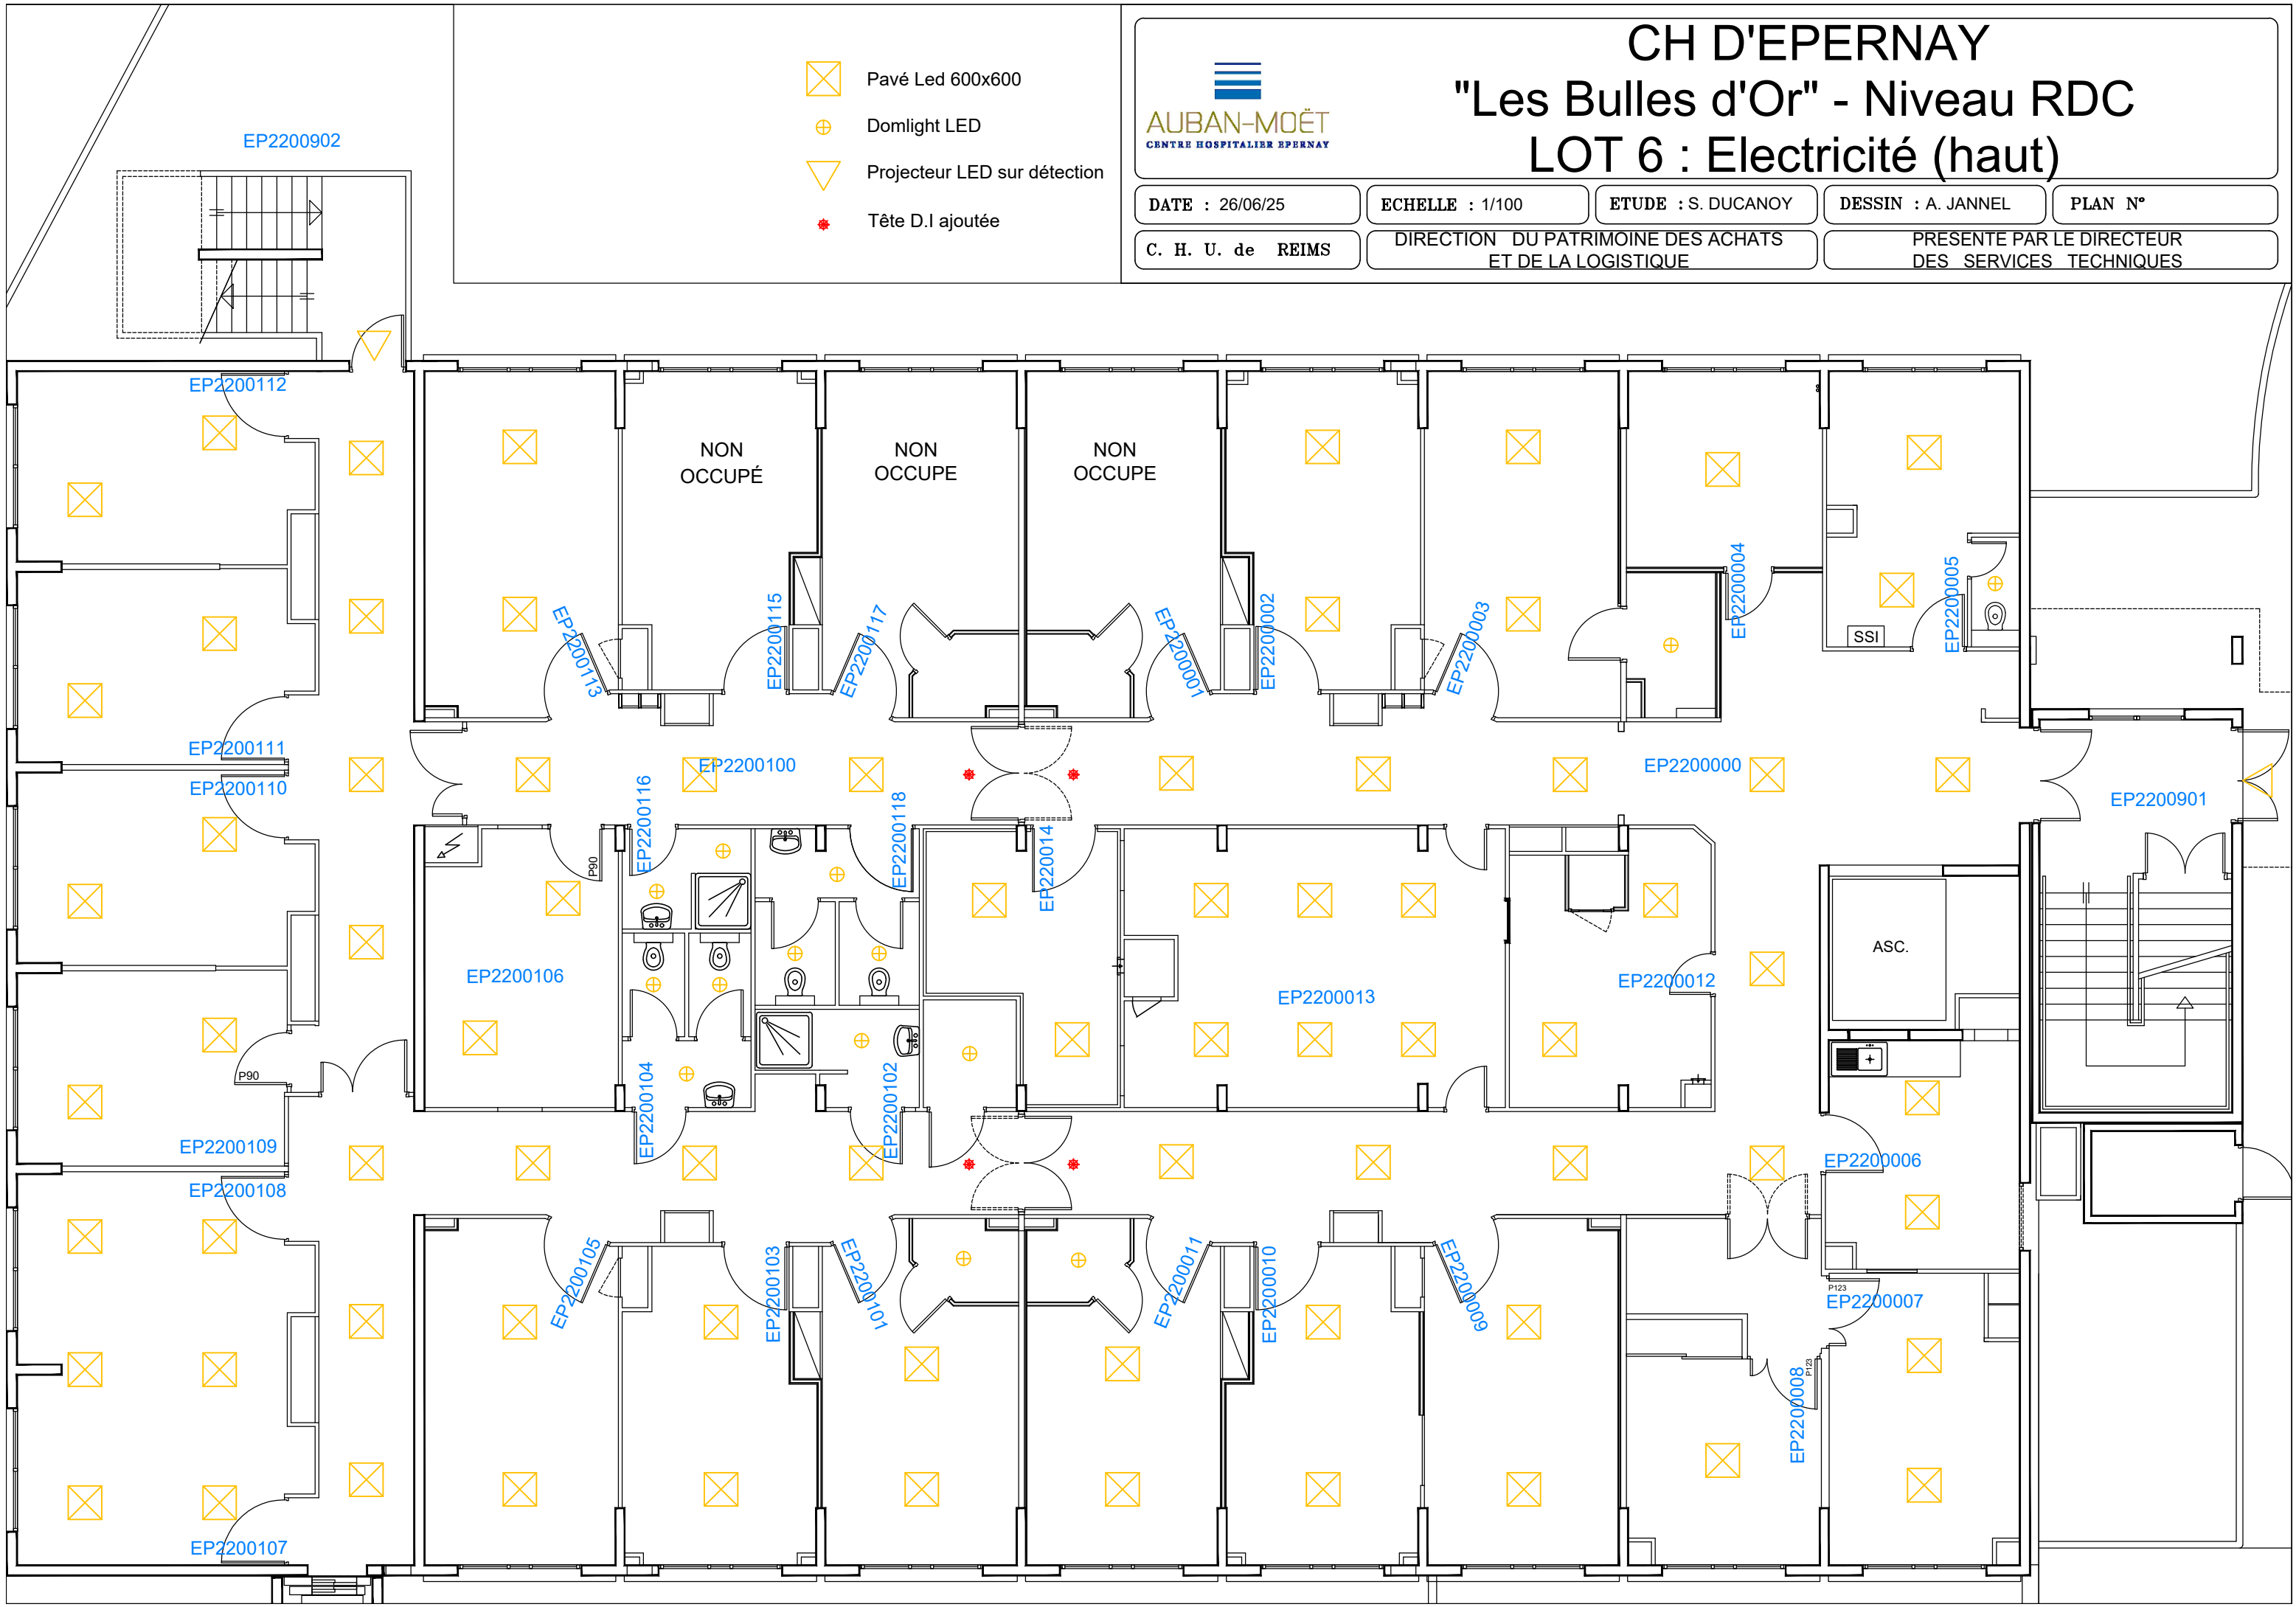 CH D'EPERNAY
"Les Bulles d'Or" - Niveau RDC
LOT 6 : Electricité (haut)
AUBAN-MOËT
CENTRE HOSPITALIER EPERNAY
DATE : 26/06/25
ECHELLE : 1/100
ETUDE : S. DUCANOY
DESSIN : A. JANNEL
PLAN N°
C. H. U. de REIMS
DIRECTION DU PATRIMOINE DES ACHATS
ET DE LA LOGISTIQUE
PRESENTE PAR LE DIRECTEUR
DES SERVICES TECHNIQUES
Pavé Led 600x600
Domlight LED
Projecteur LED sur détection
Tête D.I ajoutée
EP2200902
EP2200112
NON
OCCUPÉ
NON
OCCUPE
NON
OCCUPE
EP2200113
EP2200115
EP2200117
EP2200001
EP2200002
EP2200003
EP2200004
EP2200005
SSI
EP2200111
EP2200110
EP2200100
EP2200000
EP2200901
EP2200116
EP2200118
EP220014
P90
EP2200106
EP2200013
EP2200012
ASC.
P90
EP2200104
EP2200102
EP2200109
EP2200108
EP2200006
EP2200105
EP2200103
EP2200101
EP2200011
EP2200010
EP2200009
P123
EP2200007
P123
EP2200008
EP2200107